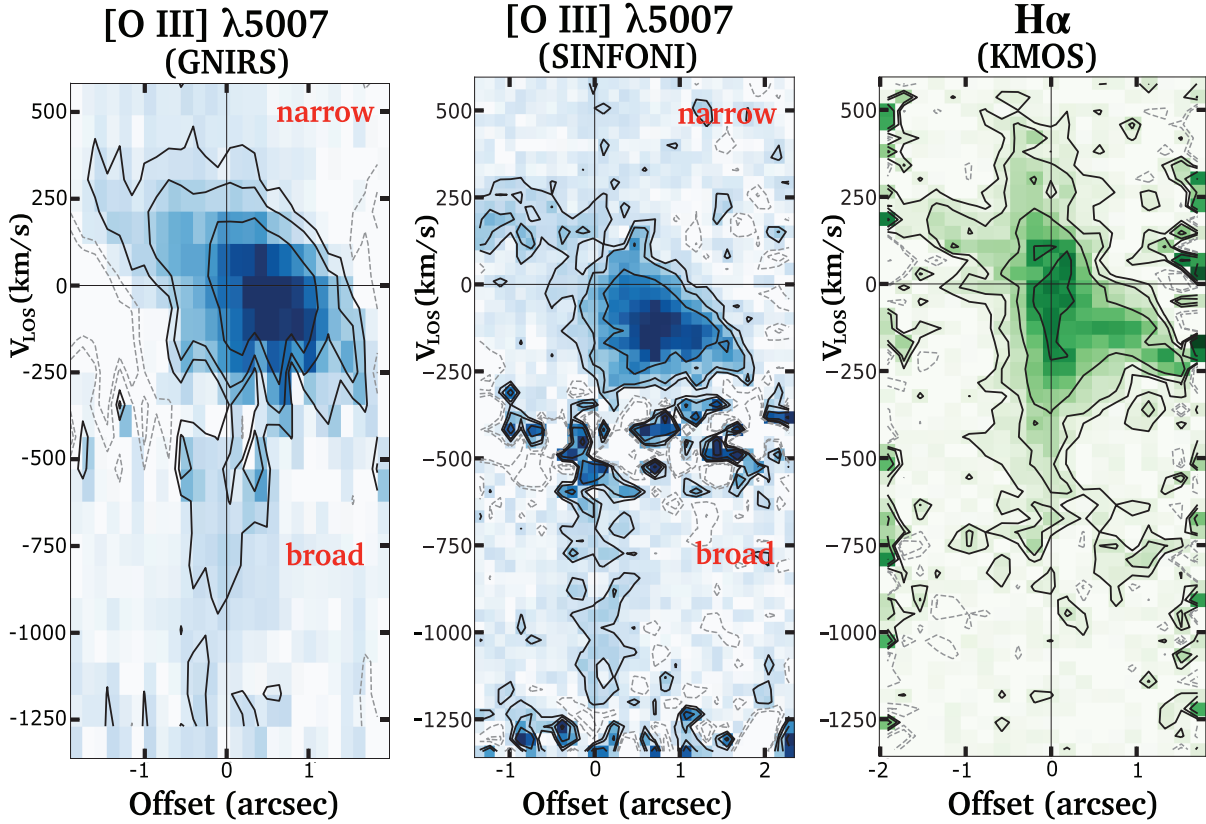 [O III] λ5007
(GNIRS)
[O III] λ5007
(SINFONI)
Hα
(KMOS)
narrow
broad
500
250
0
-250
-500
-750
-1000
-1250
V_LOS (km/s)
-1 0 1
Offset (arcsec)
narrow
broad
500
250
0
-250
-500
-750
-1000
-1250
V_LOS (km/s)
-1 0 1 2
Offset (arcsec)
500
250
0
-250
-500
-750
-1000
-1250
V_LOS (km/s)
-2 -1 0 1
Offset (arcsec)